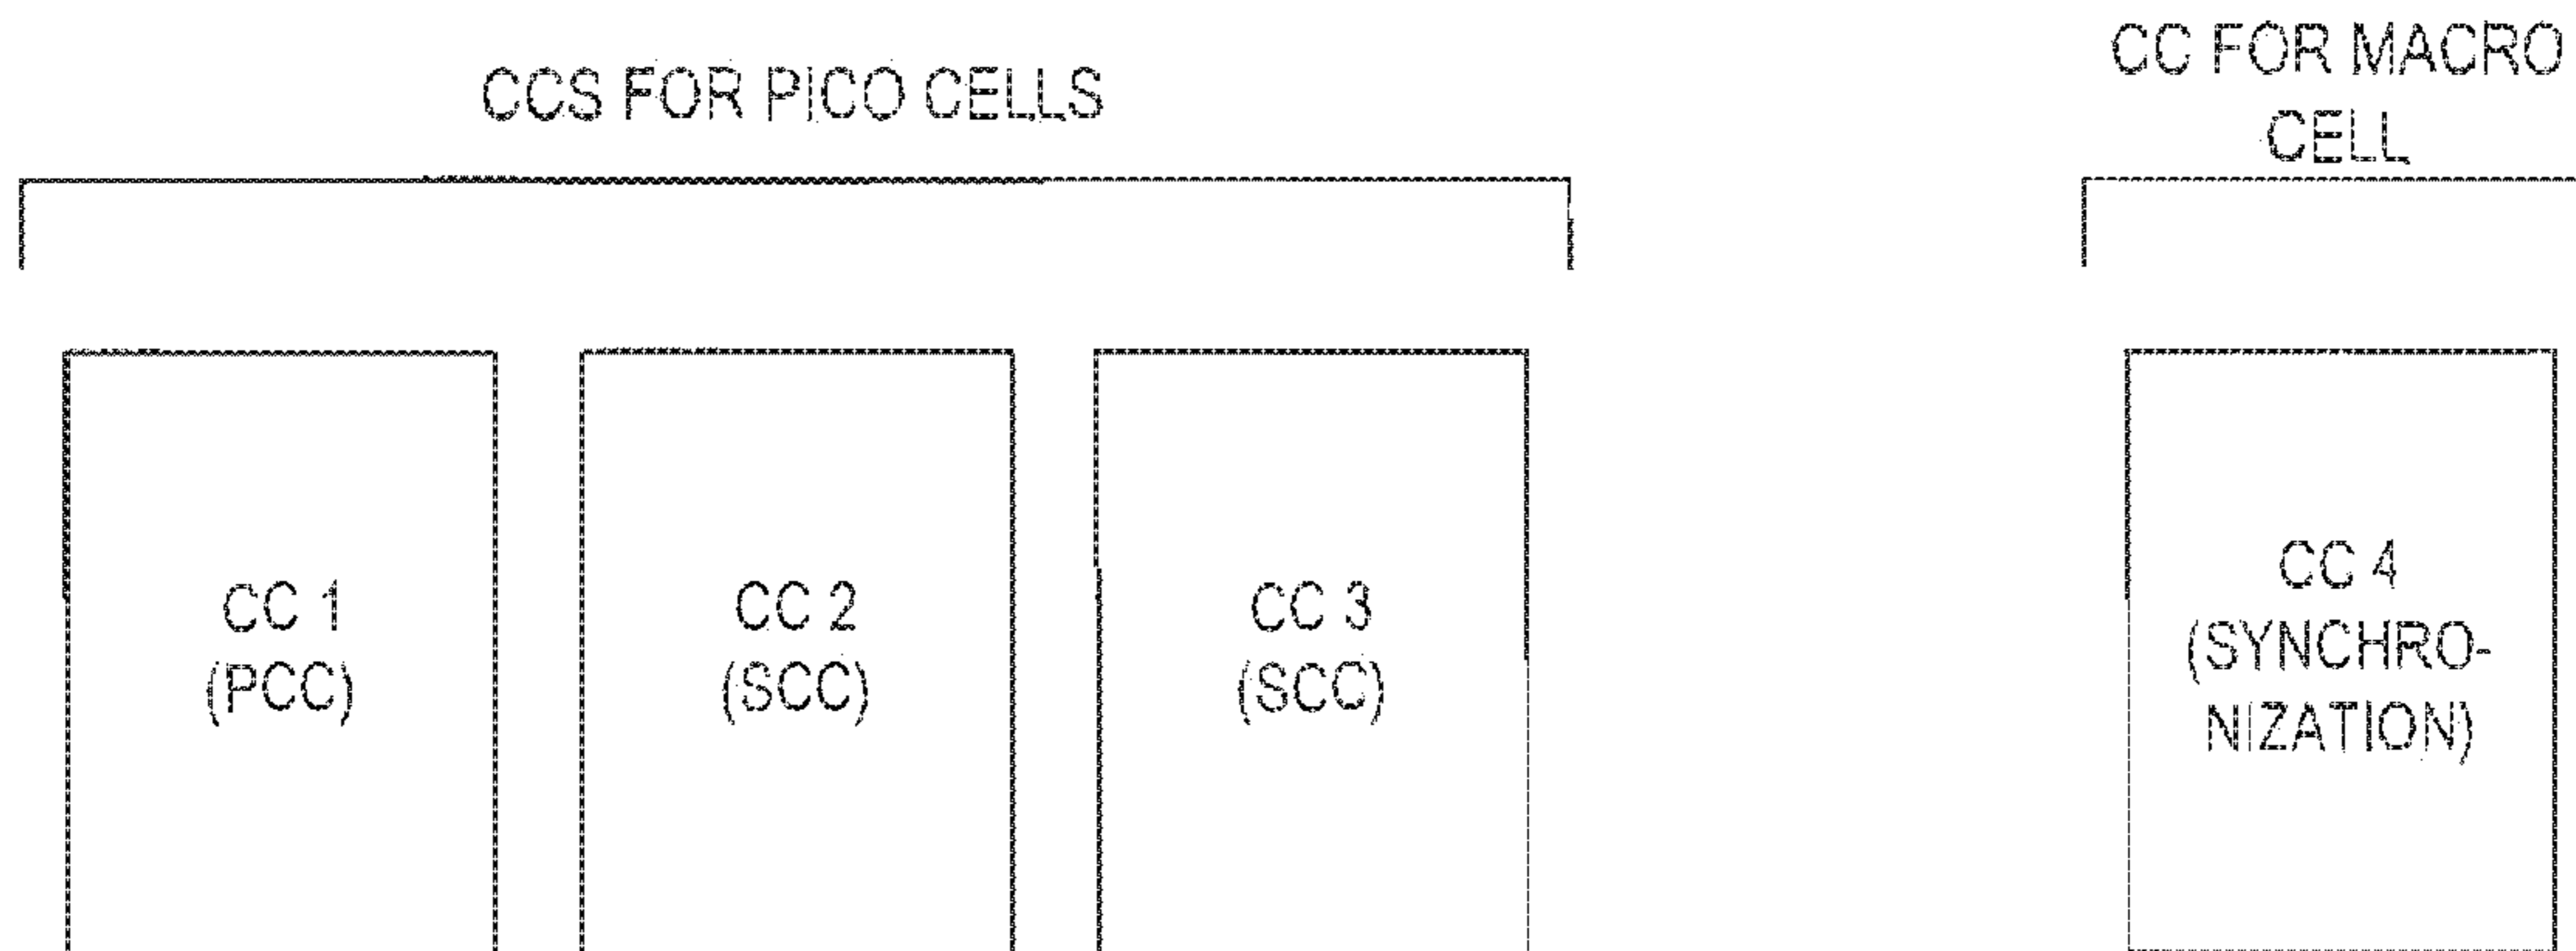 CCS FOR PICO CELLS
CC FOR MACRO
CELL
CC 1
(PCC)
CC 2
(SCC)
CC 3
(SCC)
CC 4
(SYNCHRO-
NIZATION)